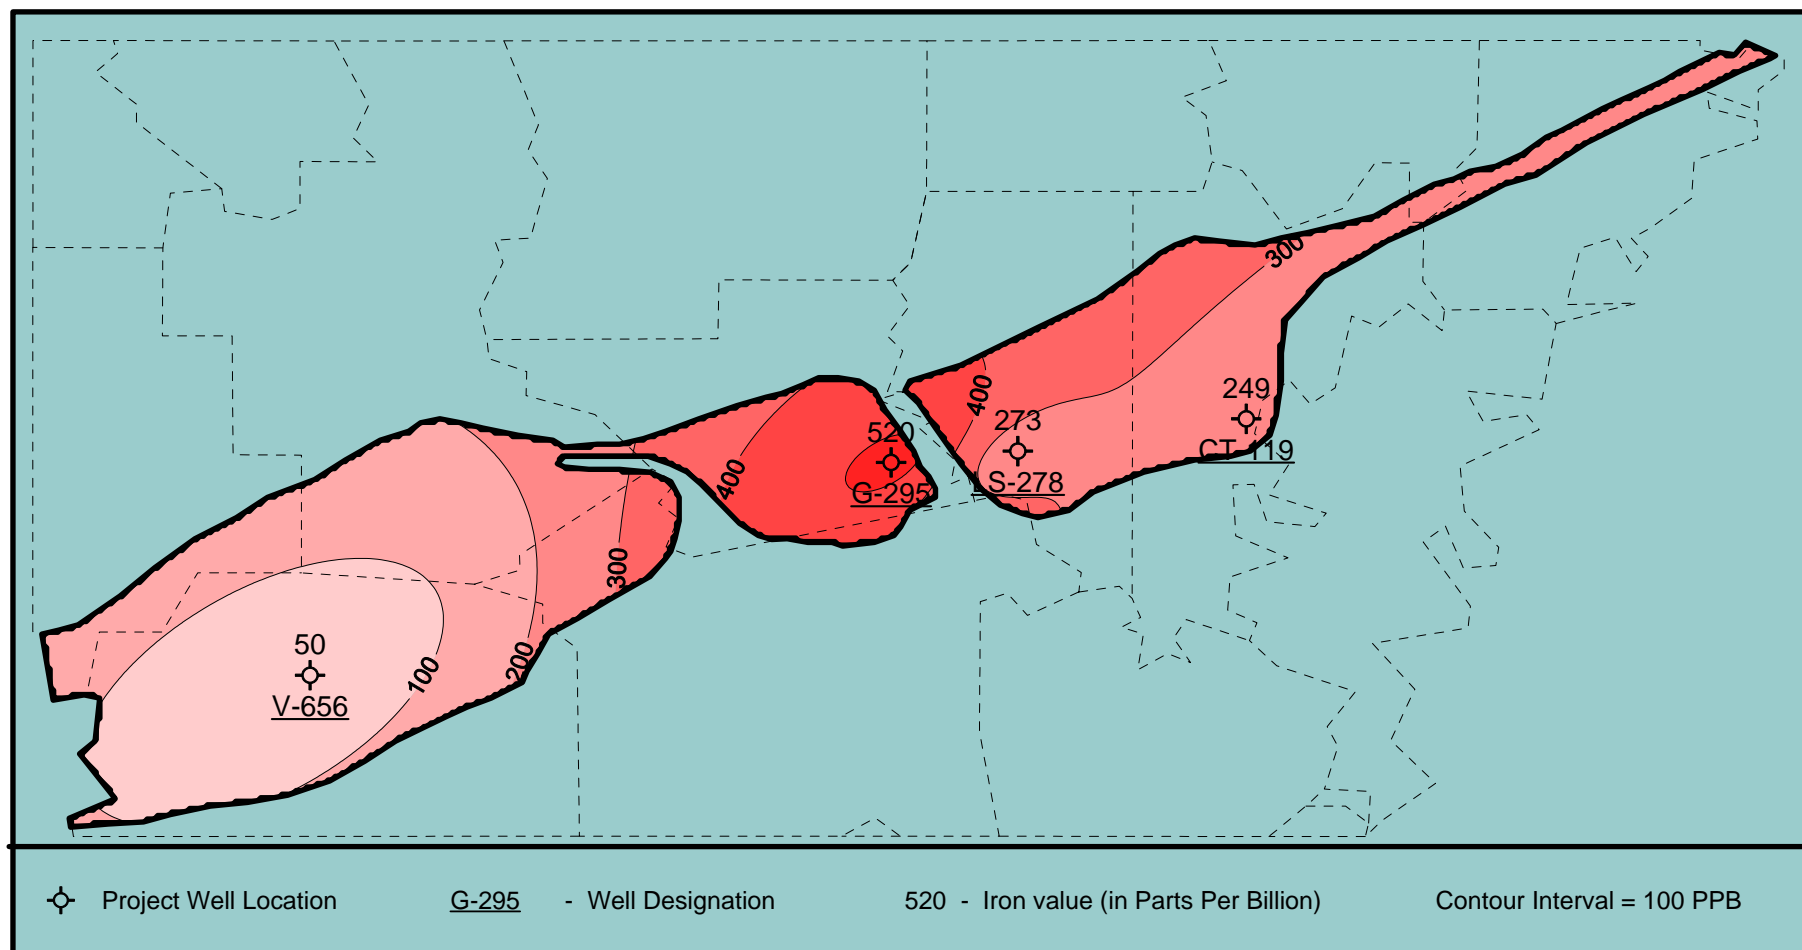 300
249
400
273
CT-119
520
LS-278
400
G-295
300
50
200
100
V-656
Project Well Location G-295 - Well Designation 520 - Iron value (in Parts Per Billion) Contour Interval = 100 PPB